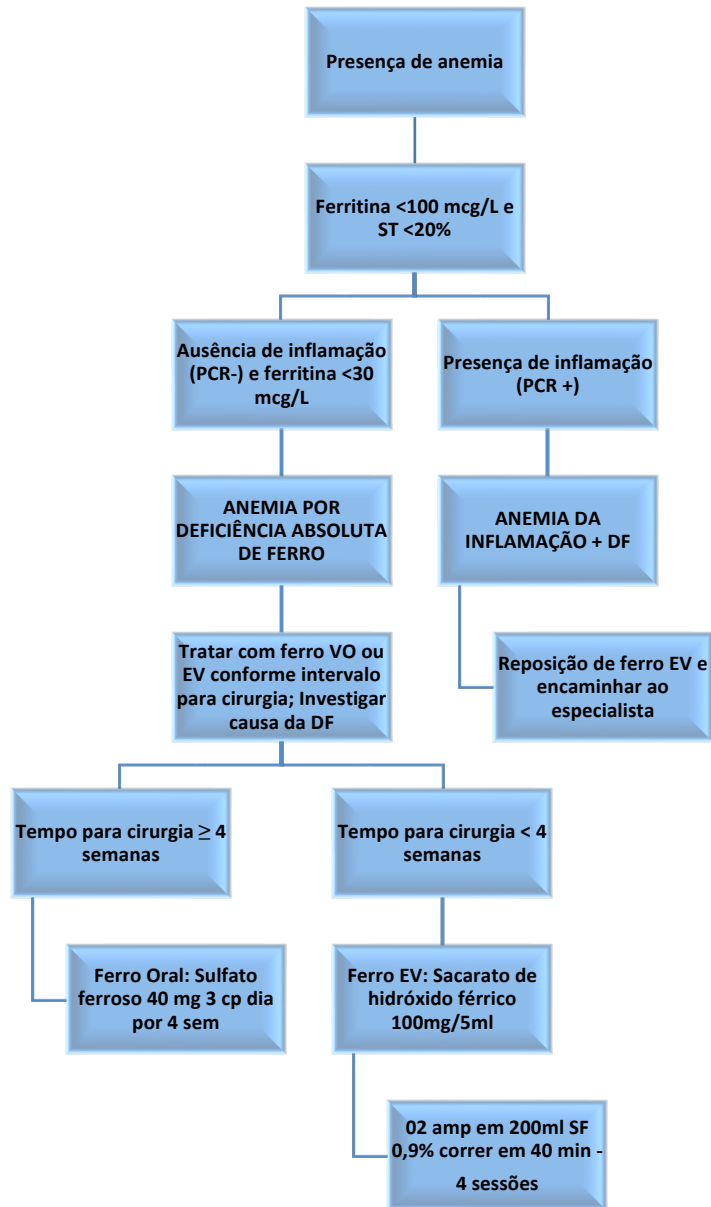 Presença de anemia
Ferritina <100 mcg/L e
ST <20%
Ausência de inflamação
(PCR-) e ferritina <30
mcg/L
Presença de inflamação
(PCR +)
ANEMIA POR
DEFICIÊNCIA ABSOLUTA
DE FERRO
ANEMIA DA
INFLAMAÇÃO + DF
Tratar com ferro VO ou
EV conforme intervalo
para cirurgia; Investigar
causa da DF
Reposição de ferro EV e
encaminhar ao
especialista
Tempo para cirurgia ≥ 4
semanas
Tempo para cirurgia < 4
semanas
Ferro Oral: Sulfato
ferroso 40 mg 3 cp dia
por 4 sem
Ferro EV: Sacarato de
hidróxido férrico
100mg/5ml
02 amp em 200ml SF
0,9% correr em 40 min -
4 sessões